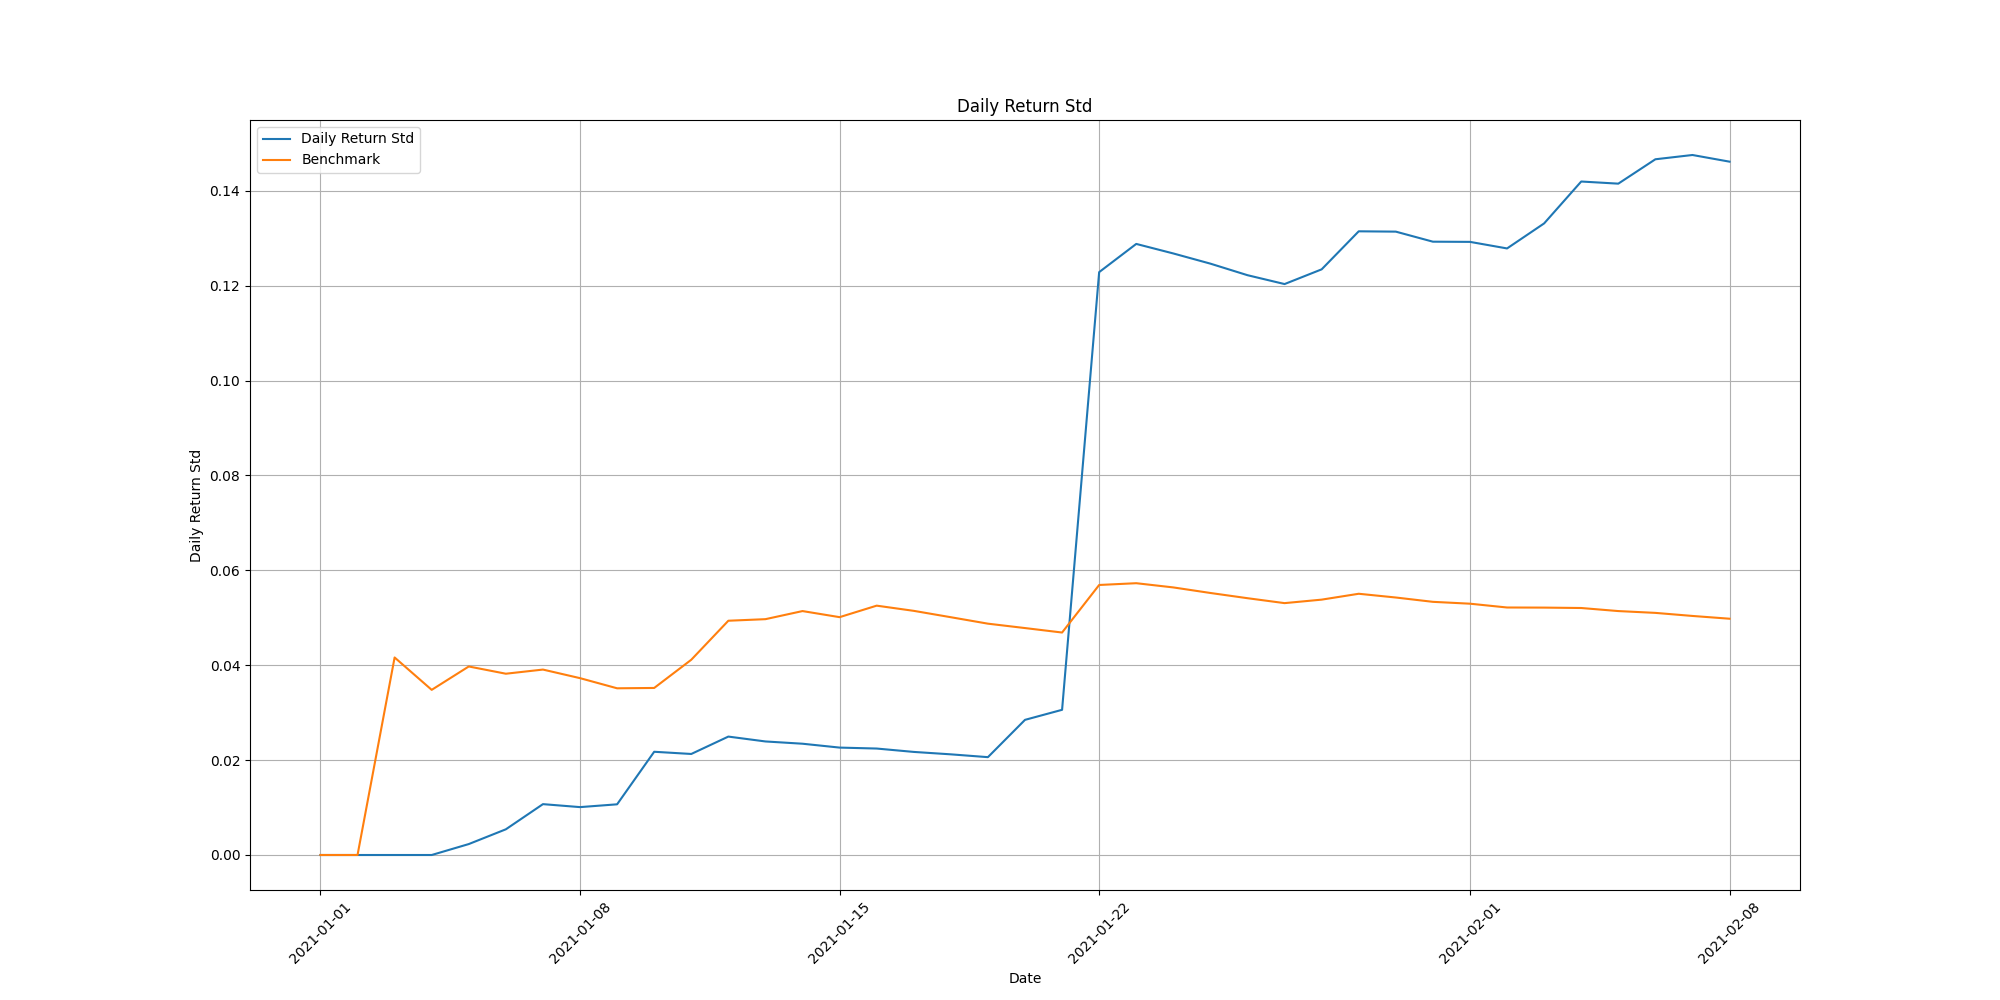 Daily Return Std
Daily Return Std
Benchmark
Daily Return Std
0.14
0.12
0.10
0.08
0.06
0.04
0.02
0.00
2021-01-01
2021-01-08
2021-01-15
2021-01-22
2021-02-01
2021-02-08
Date